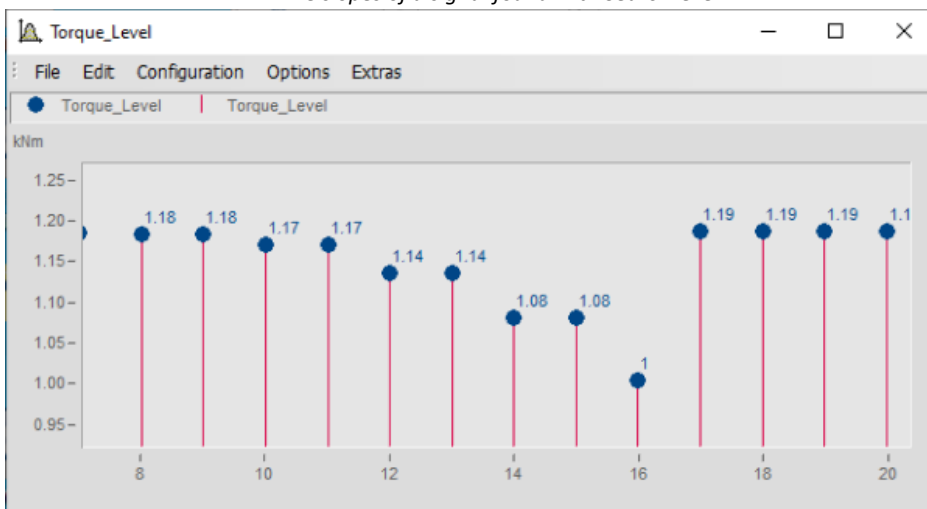 Torque_Level
File Edit Configuration Options Extras
Torque_Level Torque_Level
kNm
1.25
1.20
1.15
1.10
1.05
1.00
0.95
1.18 1.18 1.17 1.17 1.14 1.14 1.08 1.08 1 1.19 1.19 1.19 1.1
8 10 12 14 16 18 20